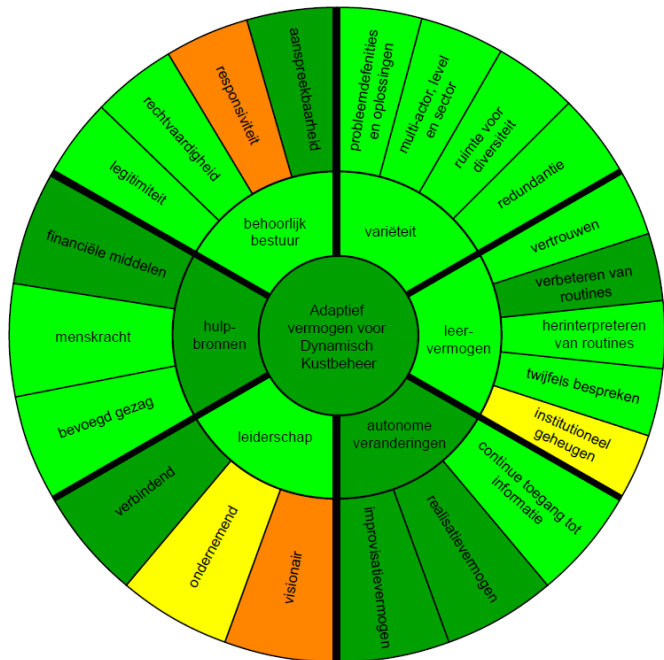 Adaptief
vermogen voor
Dynamisch
Kustbeheer
variëteit
probleemdefenities
en oplossingen
multi-actor, level
en sector
ruimte voor
diversiteit
redundantie
leer-
vermogen
vertrouwen
verbeteren van
routines
herinterpreteren
van routines
twijfels bespreken
institutioneel
geheugen
autonome
veranderingen
continue toegang tot
informatie
realisatievermogen
improvisatievermogen
leiderschap
visionair
ondernemend
verbindend
hulp-
bronnen
bevoegd gezag
menskracht
financiële middelen
behoorlijk
bestuur
legitimiteit
rechtvaardigheid
responsiviteit
aanspreekbaarheid